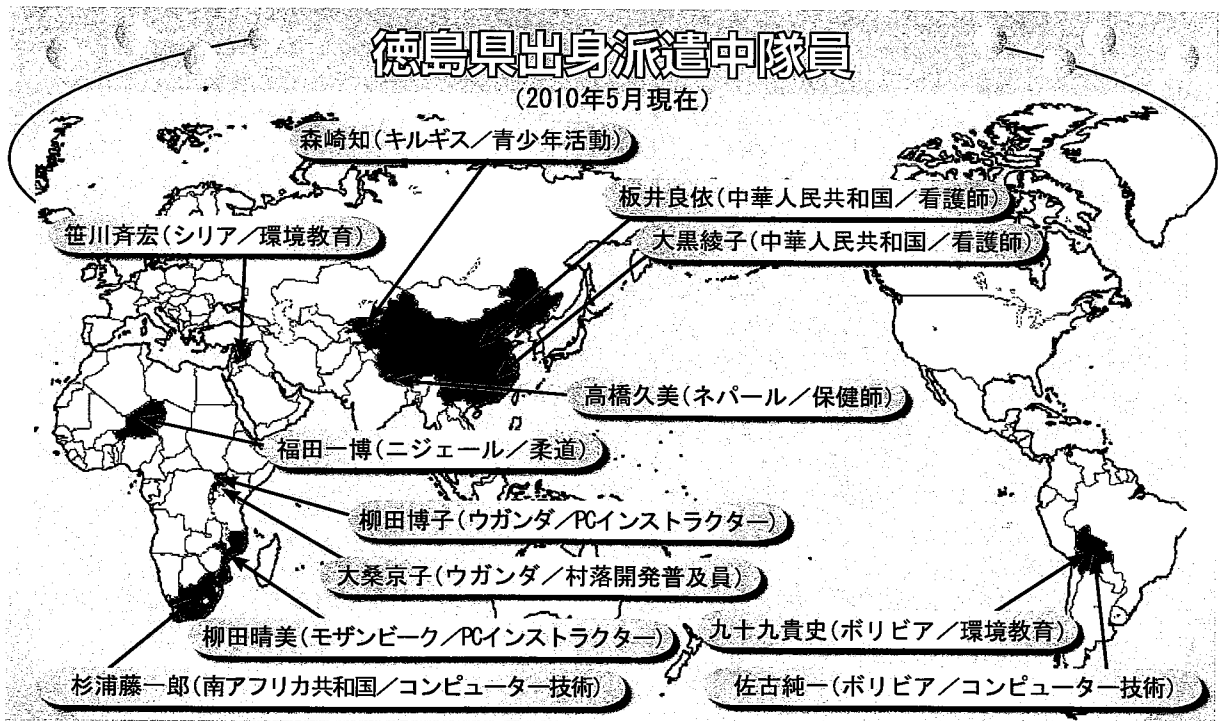 徳島県出身派遣中隊員
(2010年5月現在)
森崎知(キルギス/青少年活動)
板井良依(中華人民共和国/看護師)
笹川斉宏(シリア/環境教育)
大黒綾子(中華人民共和国/看護師)
高橋久美(ネパール/保健師)
福田一博(ニジェール/柔道)
柳田博子(ウガンダ/PCインストラクター)
大桑京子(ウガンダ/村落開発普及員)
柳田晴美(モザンビーク/PCインストラクター)
九十九貴史(ボリビア/環境教育)
杉浦藤一郎(南アフリカ共和国/コンピューター技術)
佐古純一(ボリビア/コンピューター技術)